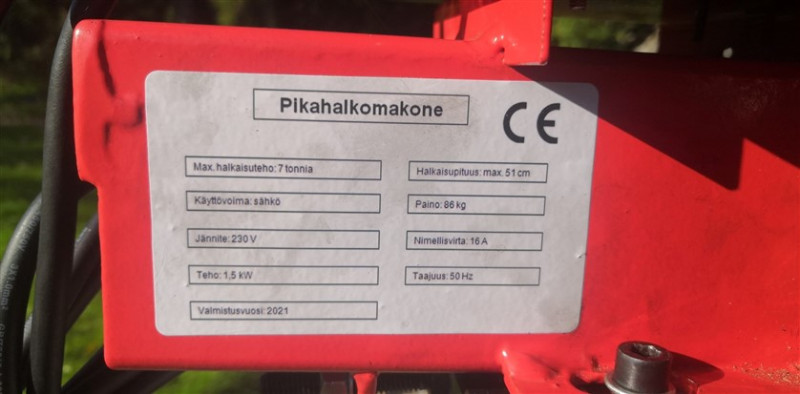 Pikahalkomakone
CE
Max. halkaisuteho: 7 tonnia
Halkaisupituus: max. 51 cm
Käyttövoima: sähkö
Paino: 86 kg
Jännite: 230 V
Nimellisvirta: 16 A
Teho: 1,5 kW
Taajuus: 50 Hz
Valmistusvuosi: 2021